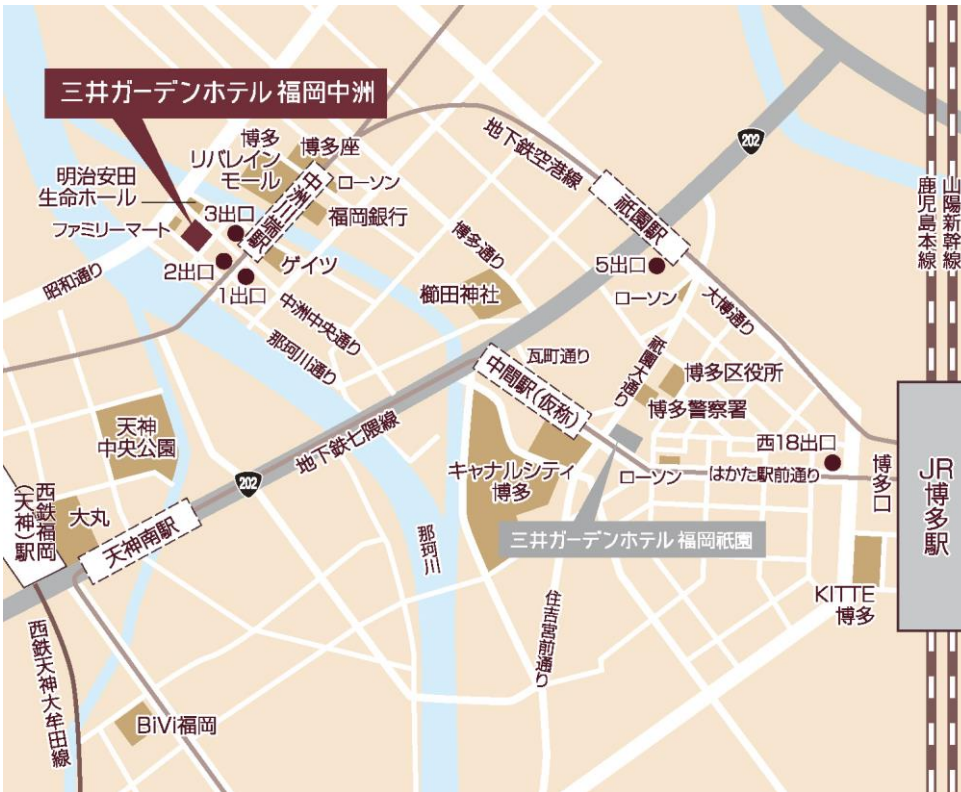 三井ガーデンホテル 福岡中洲
202
博多
リバレイン
モール
博多座
地下鉄空港線
明治安田
生命ホール
3出口
中洲川端駅
ローソン
福岡銀行
ファミリーマート
祇園駅
鹿児島本線
山陽新幹線
昭和通り
2出口
1出口
ゲイツ
博多通り
5出口
櫛田神社
ローソン
大博通り
中洲中央通り
那珂川通り
瓦町通り
中間駅(仮称)
祇園大通り
博多区役所
博多警察署
天神
中央公園
地下鉄七隈線
西18出口
キャナルシティ
博多
ローソン
はかた駅前通り
博多口
JR博多駅
202
西鉄福岡
(天神)駅
大丸
天神南駅
那珂川
三井ガーデンホテル 福岡祇園
KITTE
博多
住吉宮前通り
西鉄天神大牟田線
BiVi福岡